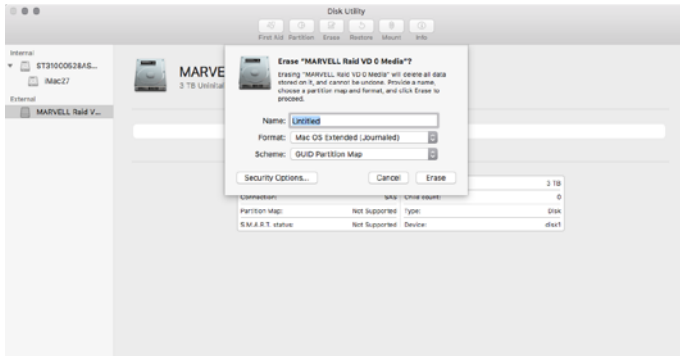 Disk Utility
First Aid Partition Erase Restore Mount Info
Internal
ST31000528AS...
iMac27
External
MARVELL Raid V...
MARVE
3 TB Uninitial
Erase "MARVELL Raid VD 0 Media"?
Erasing "MARVELL Raid VD 0 Media" will delete all data
stored on it, and cannot be undone. Provide a name,
choose a partition map and format, and click Erase to
proceed.
Name: Untitled
Format: Mac OS Extended (Journaled)
Scheme: GUID Partition Map
Security Options... Cancel Erase
3 TB
Connection: SAS Child count: 0
Partition Map: Not Supported Type: Disk
S.M.A.R.T. status: Not Supported Device: disk1